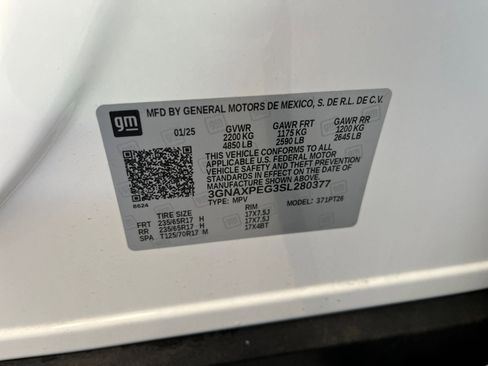 gm
MFD BY GENERAL MOTORS DE MEXICO, S. DE R.L. DE C.V.
01/25 GVWR GAWR FRT GAWR RR
2200 KG 1175 KG 1200 KG
4850 LB 2590 LB 2645 LB
THIS VEHICLE CONFORMS TO ALL
APPLICABLE U.S. FEDERAL MOTOR
VEHICLE SAFETY AND THEFT PREVENTION
STANDARDS IN EFFECT ON THE DATE OF
MANUFACTURE SHOWN ABOVE.
3GNAXPEG3SL280377
TYPE: MPV MODEL: 371PT26
6624
TIRE SIZE RIM
FRT 235/65R17 H 17X7.5J
RR 235/65R17 H 17X7.5J
SPA T125/70R17 M 17X4BT